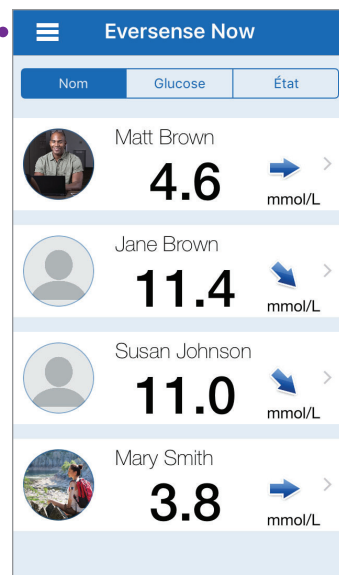 Eversense Now
Nom Glucose État
Matt Brown
4.6
mmol/L
Jane Brown
11.4
mmol/L
Susan Johnson
11.0
mmol/L
Mary Smith
3.8
mmol/L